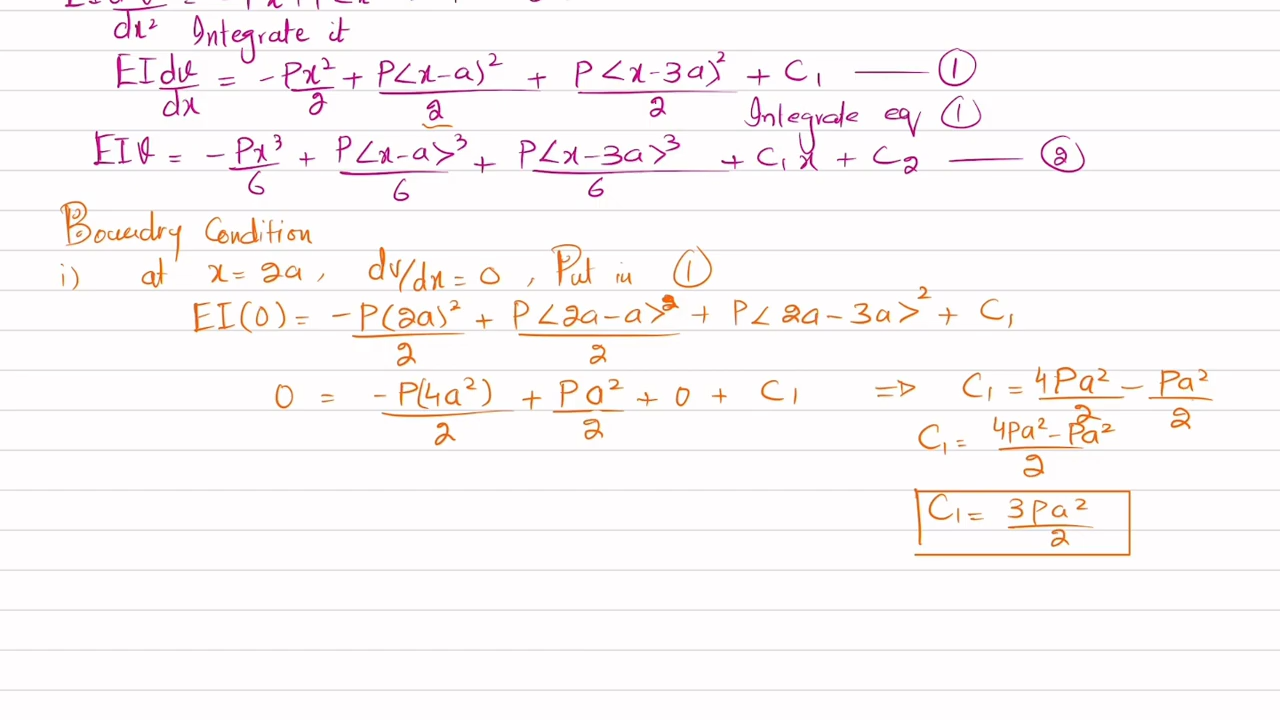 dx² Integrate it
EI dv/dx = -Px²/2 + P<x-a)²/2 + P<x-3a)²/2 + C₁ —— ①
Integrate eq ①
EIv = -Px³/6 + P<x-a>³/6 + P<x-3a>³/6 + C₁x + C₂ —— ②
Boundry Condition
i) at x=2a, dv/dx=0, Put in ①
EI(0) = -P(2a)²/2 + P<2a-a>²/2 + P<2a-3a>² + C₁
0 = -P(4a²)/2 + Pa²/2 + 0 + C₁ => C₁ = 4Pa²/2 - Pa²/2
C₁ = 4Pa²-Pa²/2
C₁ = 3Pa²/2